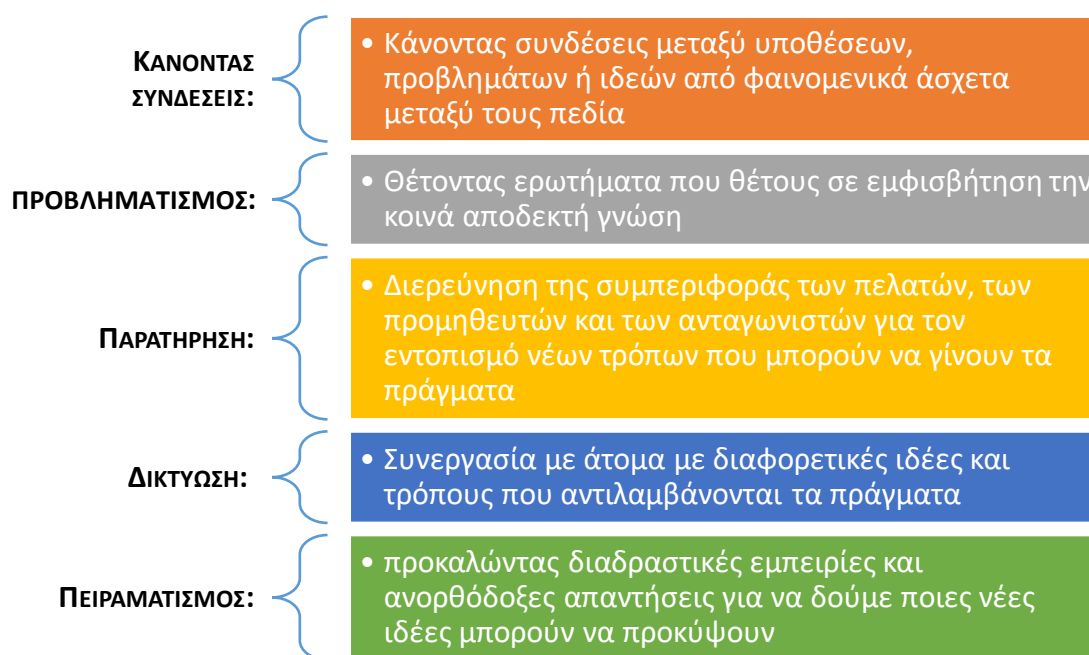 ΚΑΝΟΝΤΑΣ
ΣΥΝΔΕΣΕΙΣ:
• Κάνοντας συνδέσεις μεταξύ υποθέσεων,
προβλημάτων ή ιδεών από φαινομενικά άσχετα
μεταξύ τους πεδία
ΠΡΟΒΛΗΜΑΤΙΣΜΟΣ:
• Θέτοντας ερωτήματα που θέτους σε εμφισβήτηση την
κοινά αποδεκτή γνώση
ΠΑΡΑΤΗΡΗΣΗ:
• Διερεύνηση της συμπεριφοράς των πελατών, των
προμηθευτών και των ανταγωνιστών για τον
εντοπισμό νέων τρόπων που μπορούν να γίνουν τα
πράγματα
ΔΙΚΤΥΩΣΗ:
• Συνεργασία με άτομα με διαφορετικές ιδέες και
τρόπους που αντιλαμβάνονται τα πράγματα
ΠΕΙΡΑΜΑΤΙΣΜΟΣ:
• προκαλώντας διαδραστικές εμπειρίες και
ανορθόδοξες απαντήσεις για να δούμε ποιες νέες
ιδέες μπορούν να προκύψουν